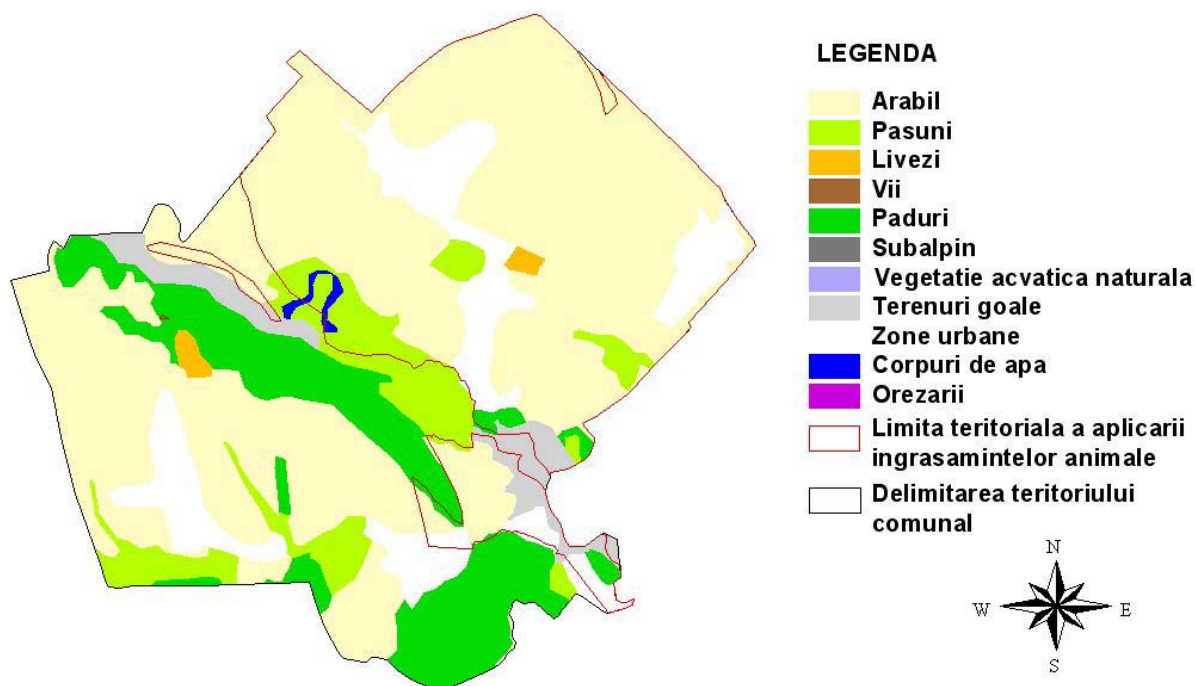 LEGENDA
Arabil
Pasuni
Livezi
Vii
Paduri
Subalpin
Vegetatie acvatica naturala
Terenuri goale
Zone urbane
Corpuri de apa
Orezarii
Limita teritoriala a aplicarii
ingrasamintelor animale
Delimitarea teritoriului
comunal
N
W E
S